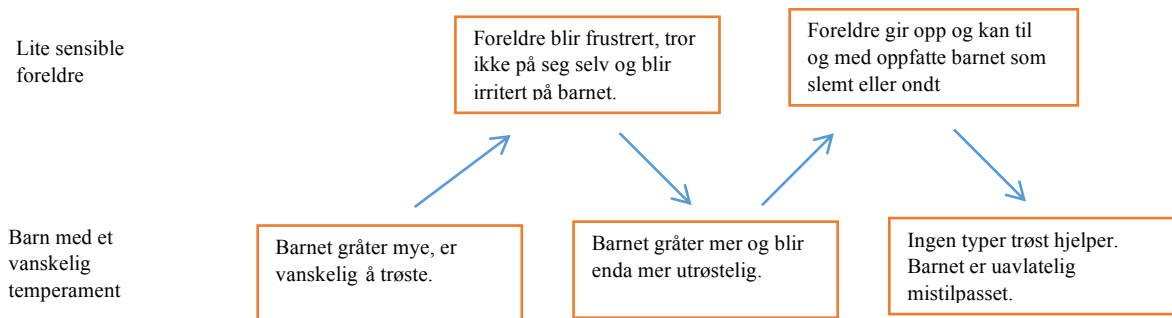 Lite sensible
foreldre
Foreldre blir frustrert, tror
ikke på seg selv og blir
irritert på barnet.
Foreldre gir opp og kan til
og med oppfatte barnet som
slemt eller ondt
Barn med et
vanskelig
temperament
Barnet gråter mye, er
vanskelig å trøste.
Barnet gråter mer og blir
enda mer utrøstelig.
Ingen typer trøst hjelper.
Barnet er uavlatelig
mistilpasset.